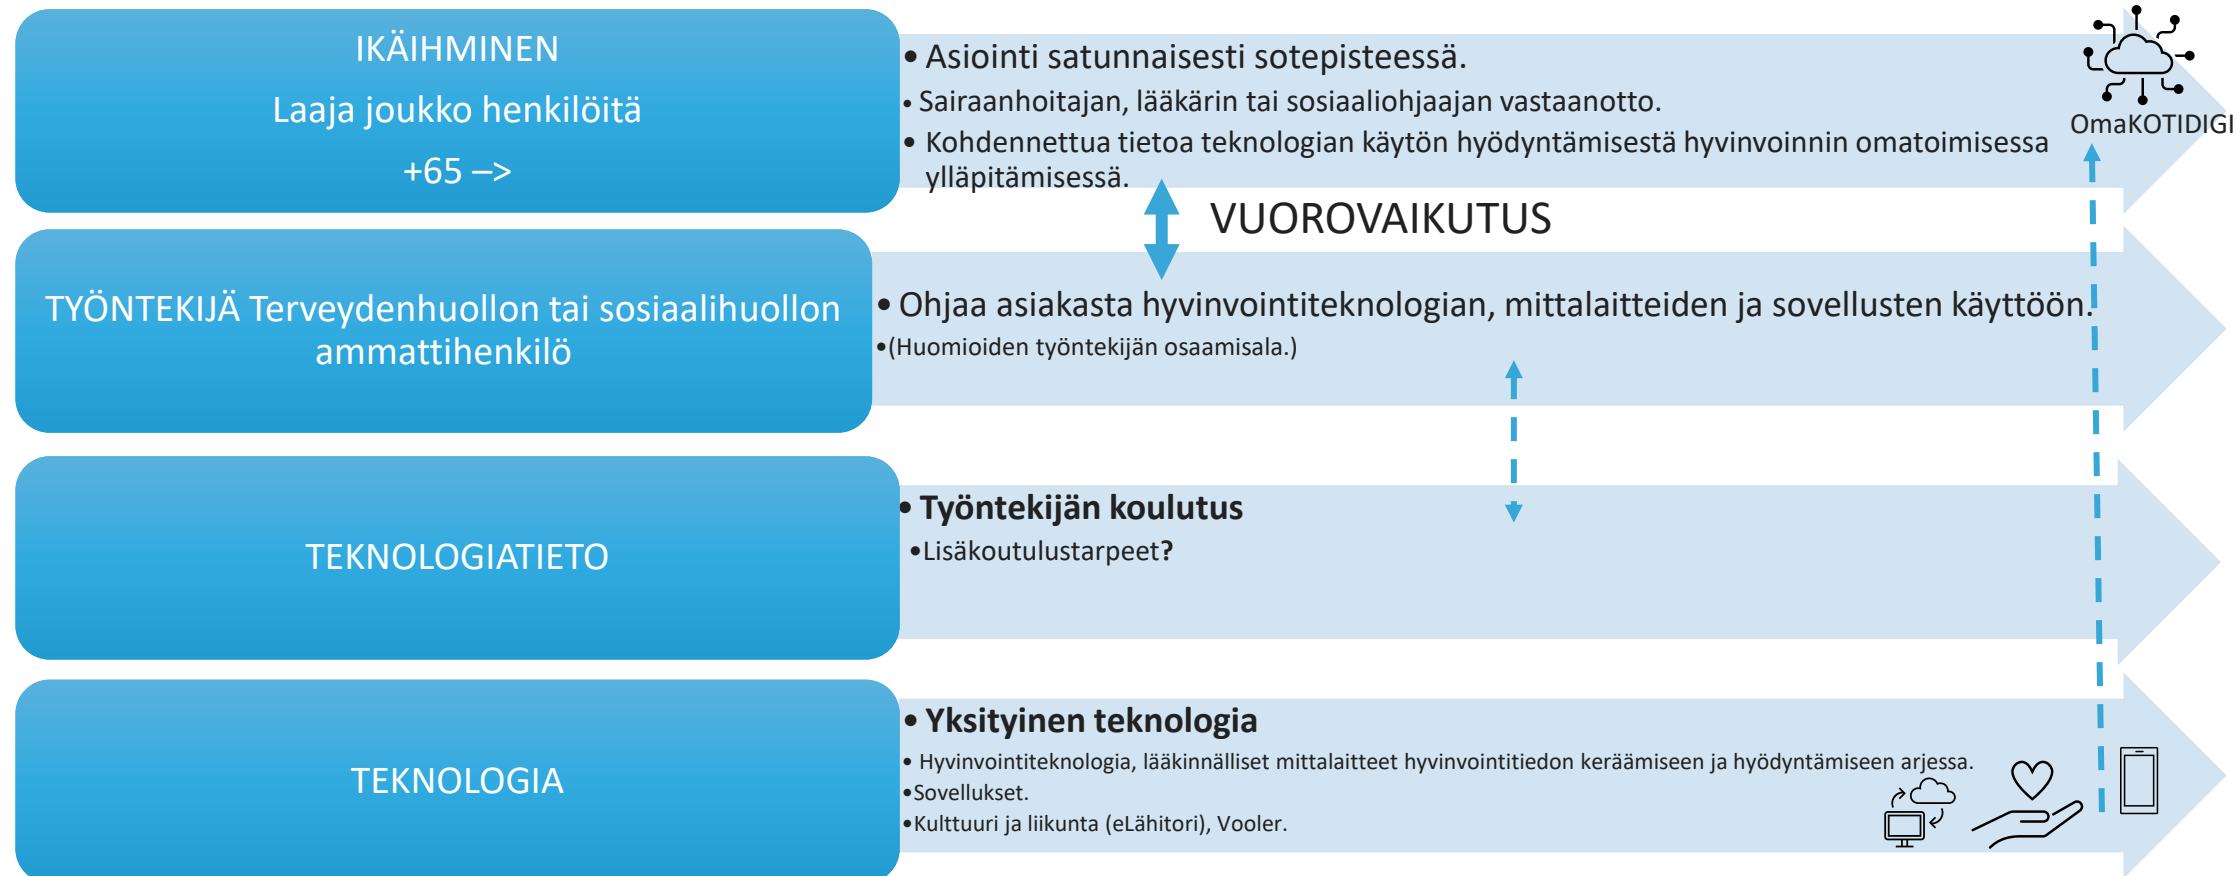 IKÄIHMINEN
Laaja joukko henkilöitä
+65 –>
• Asiointi satunnaisesti sotepisteessä.
• Sairaanhoitajan, lääkärin tai sosiaaliohjaajan vastaanotto.
• Kohdennettua tietoa teknologian käytön hyödyntämisestä hyvinvoinnin omatoimisessa
ylläpitämisessä.
OmaKOTIDIGI
VUOROVAIKUTUS
TYÖNTEKIJÄ Terveydenhuollon tai sosiaalihuollon
ammattihenkilö
• Ohjaa asiakasta hyvinvointiteknologian, mittalaitteiden ja sovellusten käyttöön.
•(Huomioiden työntekijän osaamisala.)
TEKNOLOGIATIETO
• Työntekijän koulutus
•Lisäkoutulustarpeet?
TEKNOLOGIA
• Yksityinen teknologia
• Hyvinvointiteknologia, lääkinnälliset mittalaitteet hyvinvointitiedon keräämiseen ja hyödyntämiseen arjessa.
•Sovellukset.
•Kulttuuri ja liikunta (eLähitori), Vooler.